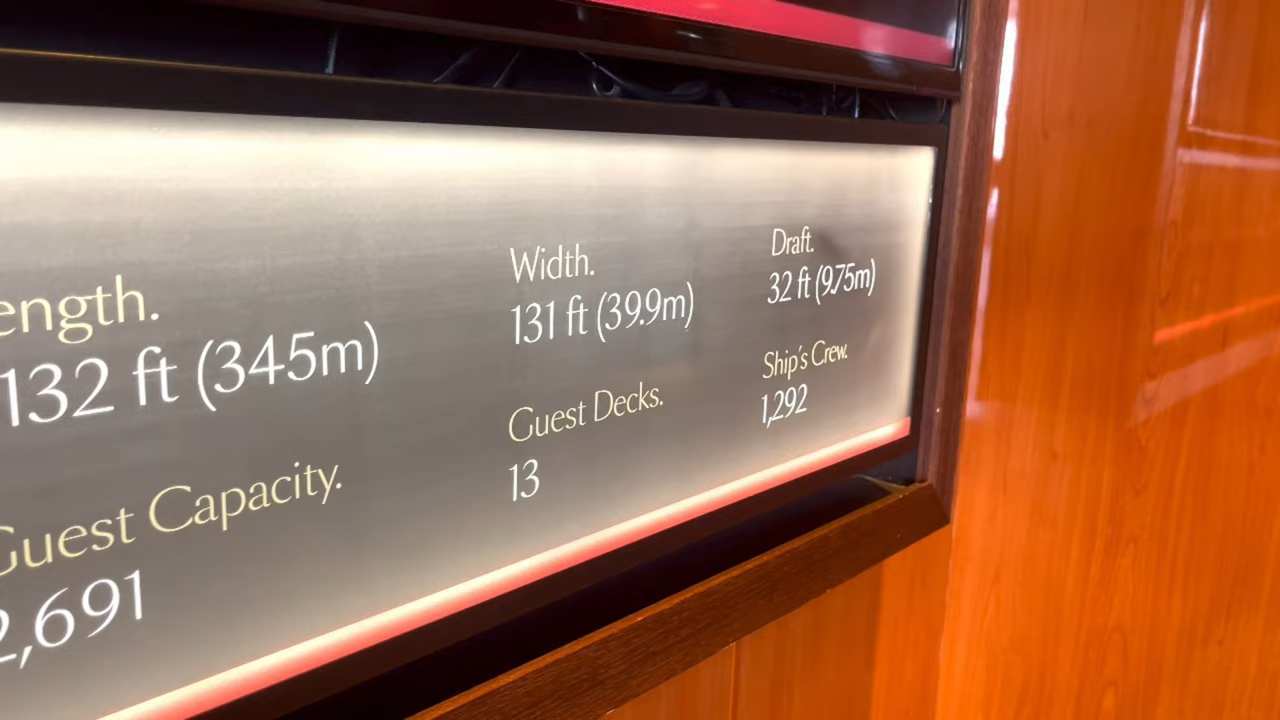 ength.
132 ft (345m)
Width.
131 ft (39.9m)
Draft.
32 ft (9.75m)
Guest Capacity.
2,691
Guest Decks.
13
Ship's Crew.
1,292